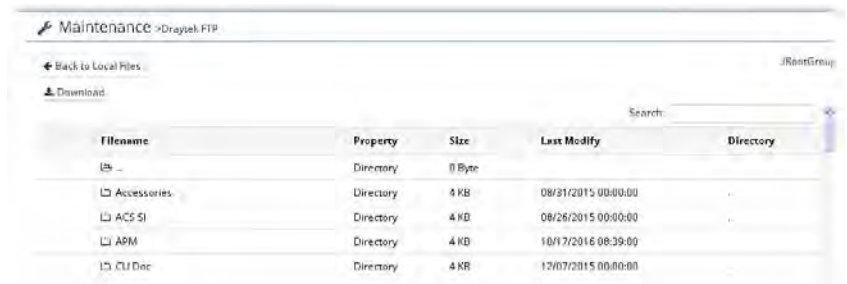 Maintenance >Draytek FTP
Back to Local Files
/RootGroup
Download
Search:
Filename Property Size Last Modify Directory
.. Directory 0 Byte
Accessories Directory 4 KB 08/31/2015 00:00:00 .
ACS SI Directory 4 KB 08/26/2015 00:00:00 .
APM Directory 4 KB 10/17/2016 08:39:00
CLI Doc Directory 4 KB 12/07/2015 00:00:00